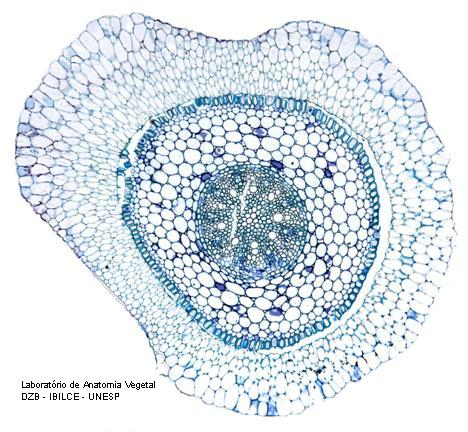 Laboratório de Anatomia Vegetal
DZB - IBILCE - UNESP